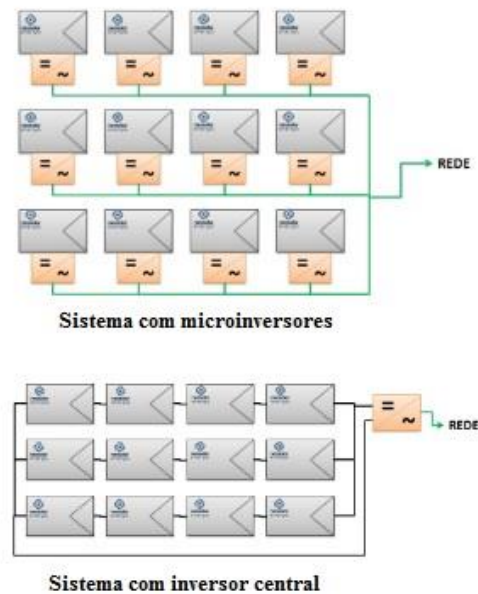 = ~ = ~ = ~ = ~
= ~ = ~ = ~ = ~
REDE
= ~ = ~ = ~ = ~
Sistema com microinversores
= ~
REDE
Sistema com inversor central